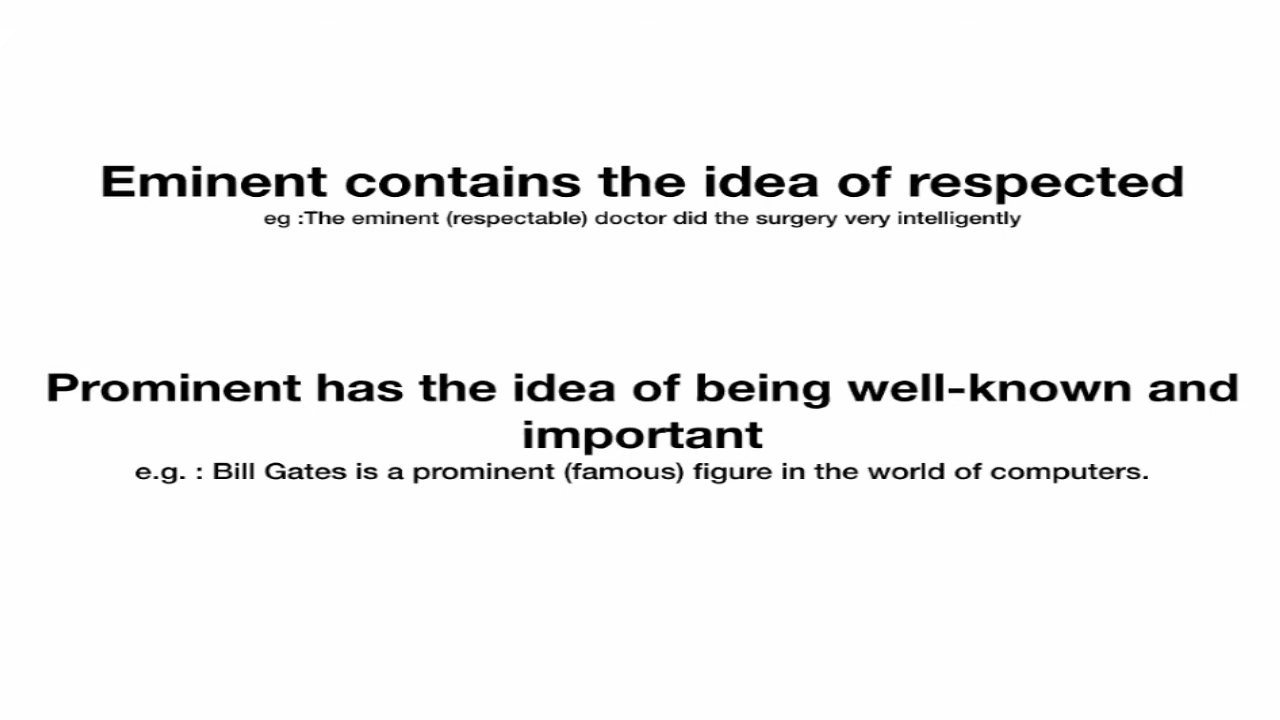 Eminent contains the idea of respected
eg :The eminent (respectable) doctor did the surgery very intelligently
Prominent has the idea of being well-known and
important
e.g. : Bill Gates is a prominent (famous) figure in the world of computers.